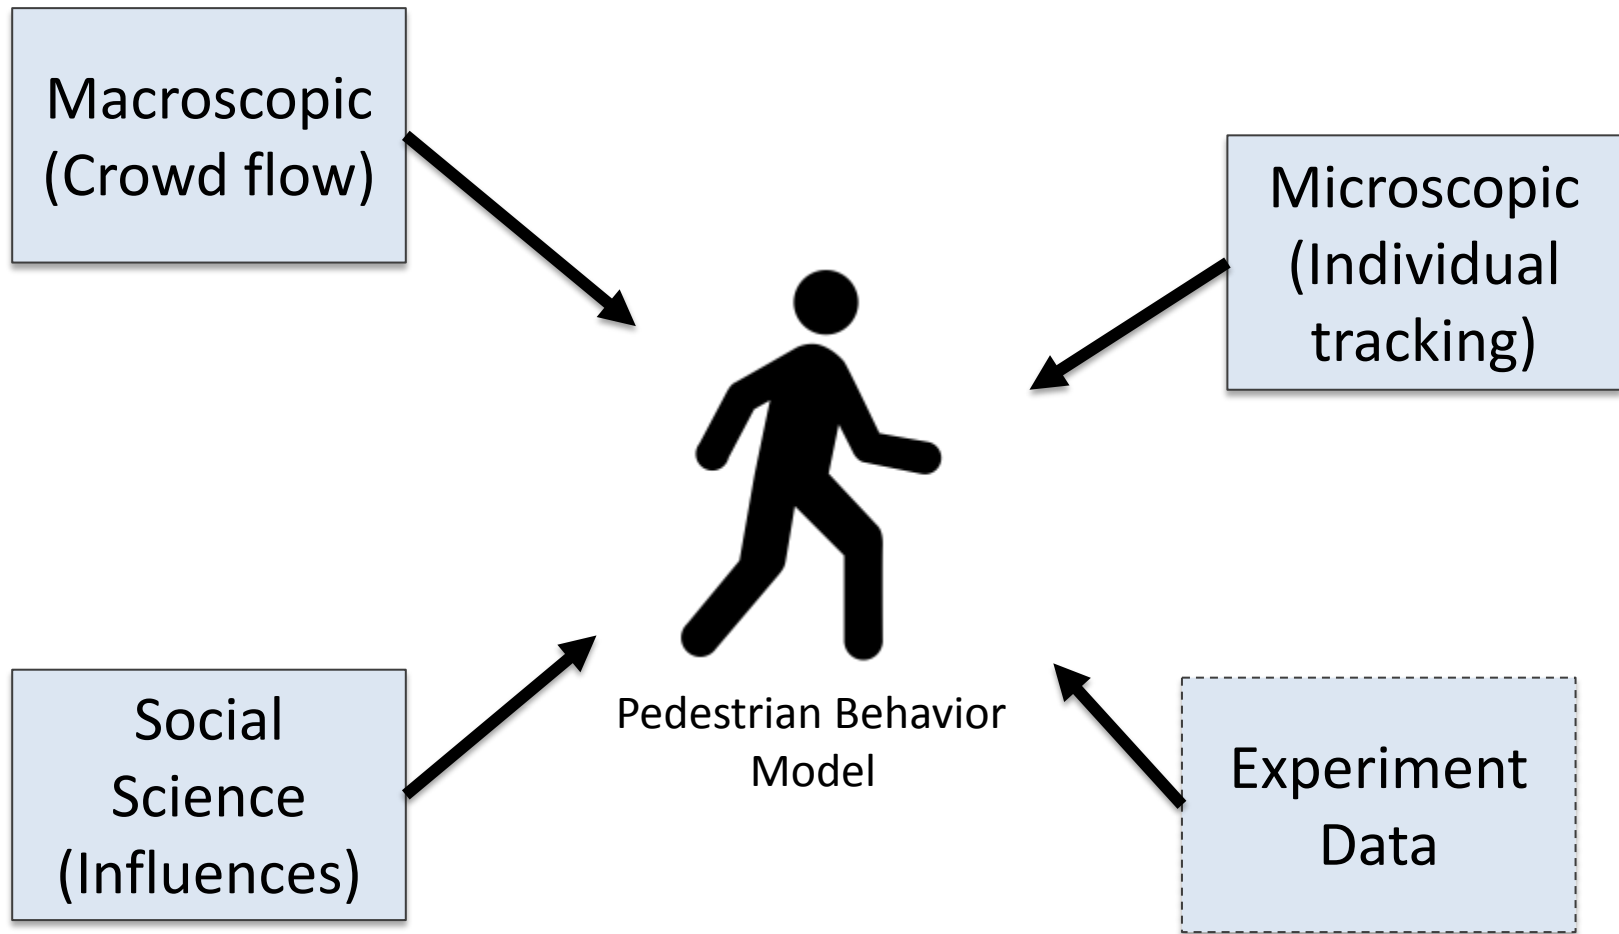 Macroscopic
(Crowd flow)
Microscopic
(Individual
tracking)
Social
Science
(Influences)
Pedestrian Behavior
Model
Experiment
Data